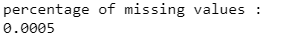 percentage of missing values :
0.0005